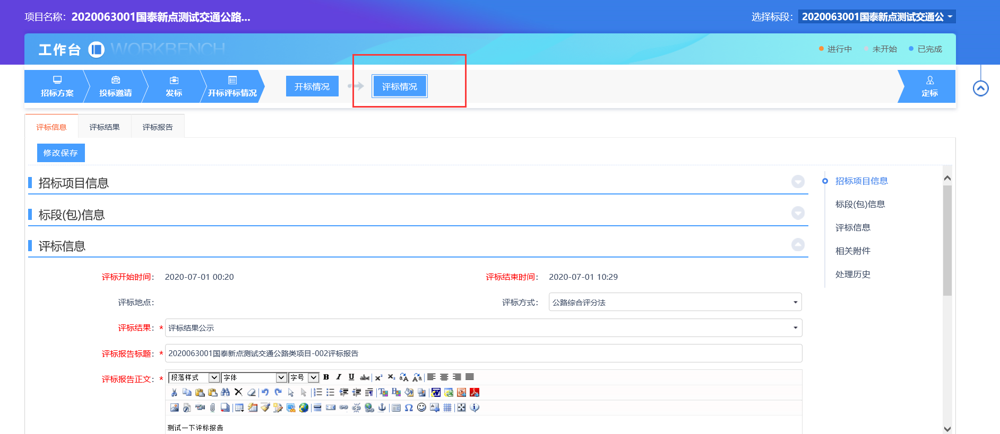 项目名称: 2020063001国泰新点测试交通公路...
选择标段: 2020063001国泰新点测试交通公
工作台 WORKBENCH
进行中 未开始 已完成
招标方案 投标邀请 发标 开标评标情况 开标情况 评标情况 定标
评标信息 评标结果 评标报告
修改保存
招标项目信息
标段(包)信息
评标信息
招标项目信息
标段(包)信息
评标信息
相关附件
处理历史
评标开始时间: 2020-07-01 00:20 评标结束时间: 2020-07-01 10:29
评标地点: 评标方式: 公路综合评分法
评标结果: * 评标结果公示
评标报告标题: * 2020063001国泰新点测试交通公路类项目-002评标报告
评标报告正文: * 段落样式 字体 字号 B I U abc
测试一下评标报告